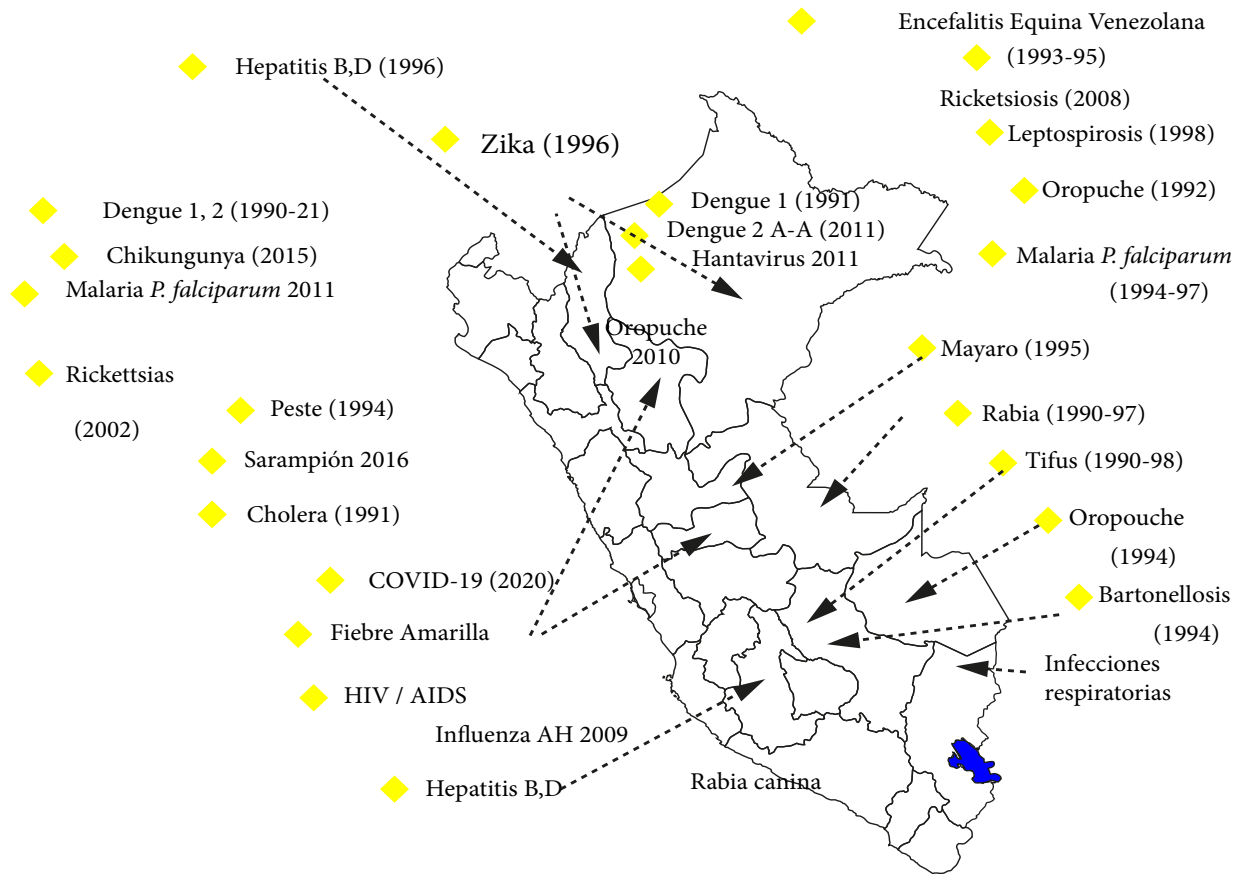 Encefalitis Equina Venezolana
(1993-95)
Hepatitis B,D (1996)
Ricketsiosis (2008)
Zika (1996)
Leptospirosis (1998)
Oropuche (1992)
Dengue 1, 2 (1990-21)
Dengue 1 (1991)
Dengue 2 A-A (2011)
Hantavirus 2011
Chikungunya (2015)
Malaria P. falciparum
(1994-97)
Malaria P. falciparum 2011
Oropuche
2010
Mayaro (1995)
Rickettsias
(2002)
Peste (1994)
Rabia (1990-97)
Sarampión 2016
Tifus (1990-98)
Cholera (1991)
Oropouche
(1994)
COVID-19 (2020)
Bartonellosis
(1994)
Fiebre Amarilla
Infecciones
respiratorias
HIV / AIDS
Influenza AH 2009
Hepatitis B,D
Rabia canina